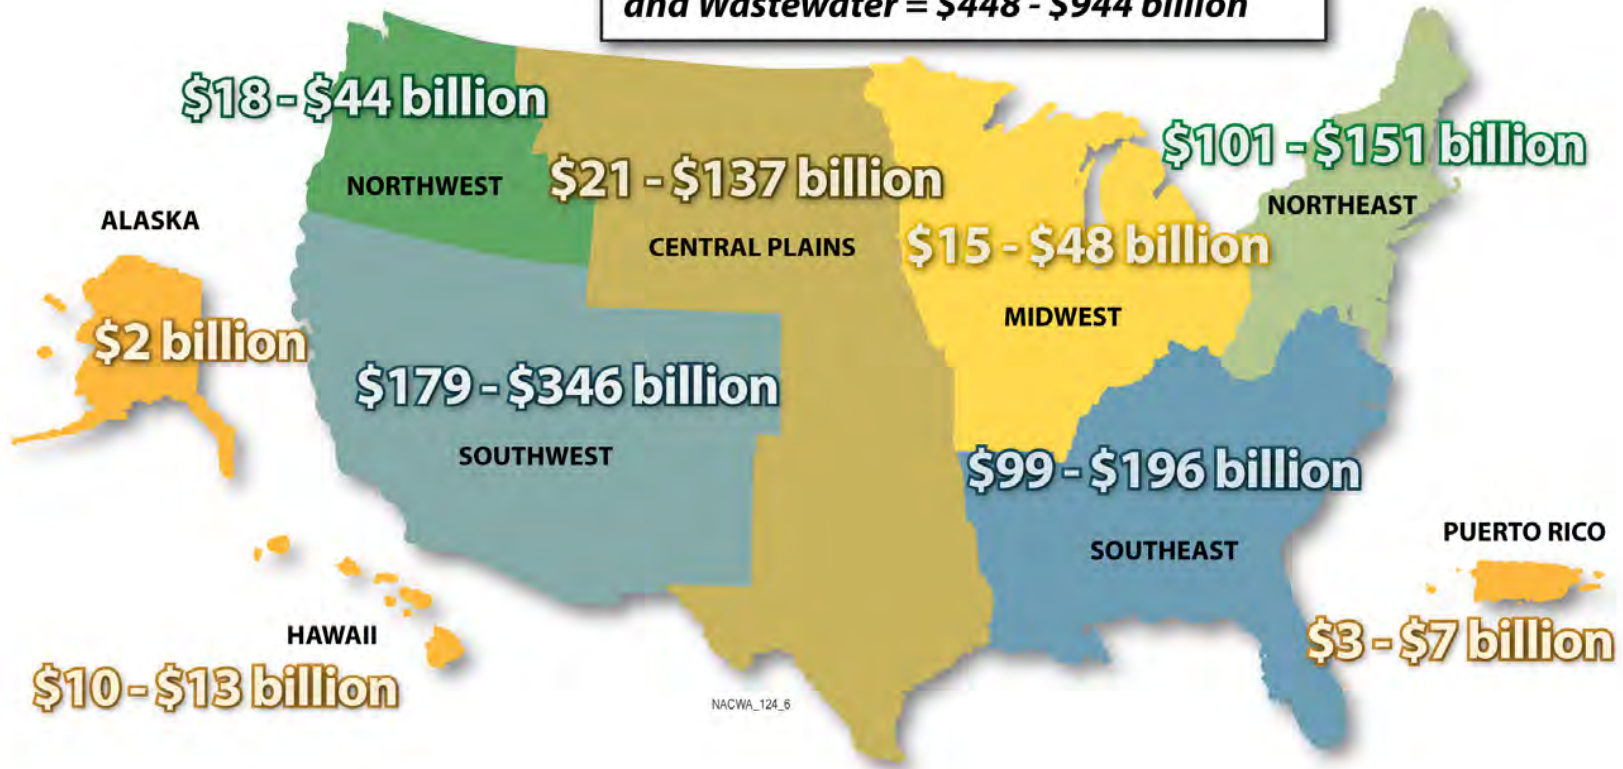 and Wastewater = $448 - $944 billion
$18 - $44 billion
NORTHWEST
$21 - $137 billion
CENTRAL PLAINS
$101 - $151 billion
NORTHEAST
$15 - $48 billion
MIDWEST
ALASKA
$2 billion
$179 - $346 billion
SOUTHWEST
$99 - $196 billion
SOUTHEAST
PUERTO RICO
$3 - $7 billion
HAWAII
$10 - $13 billion
NACWA_124_6